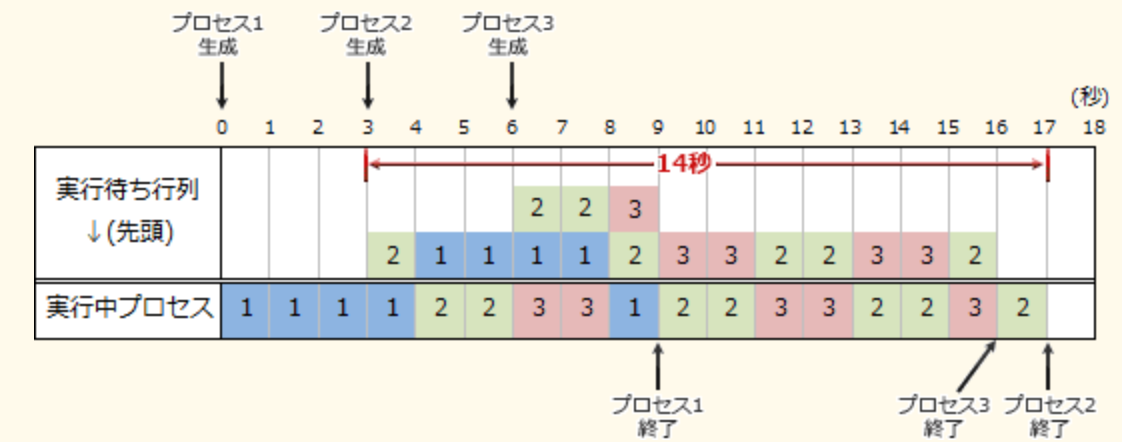 プロセス1 プロセス2 プロセス3
生成 生成 生成
(秒)
0 1 2 3 4 5 6 7 8 9 10 11 12 13 14 15 16 17 18
14秒
実行待ち行列
↓(先頭)
2 2 3
2 1 1 1 1 2 3 3 2 2 3 3 2
実行中プロセス 1 1 1 1 2 2 3 3 1 2 2 3 3 2 2 3 2
プロセス1 プロセス3 プロセス2
終了 終了 終了